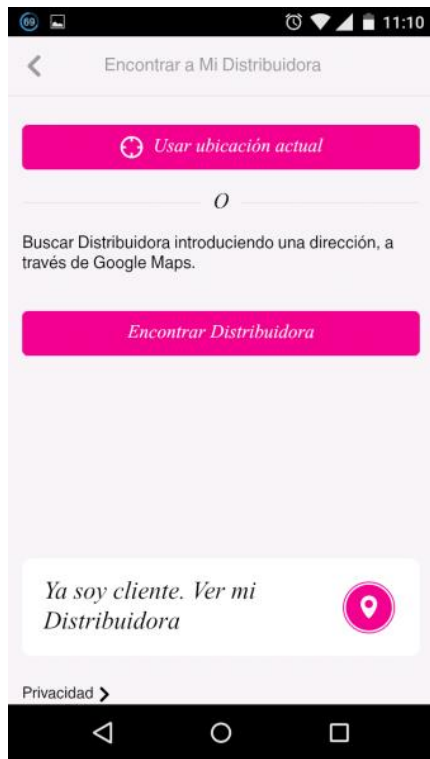 69 11:10
Encontrar a Mi Distribuidora
Usar ubicación actual
O
Buscar Distribuidora introduciendo una dirección, a
través de Google Maps.
Encontrar Distribuidora
Ya soy cliente. Ver mi
Distribuidora
Privacidad